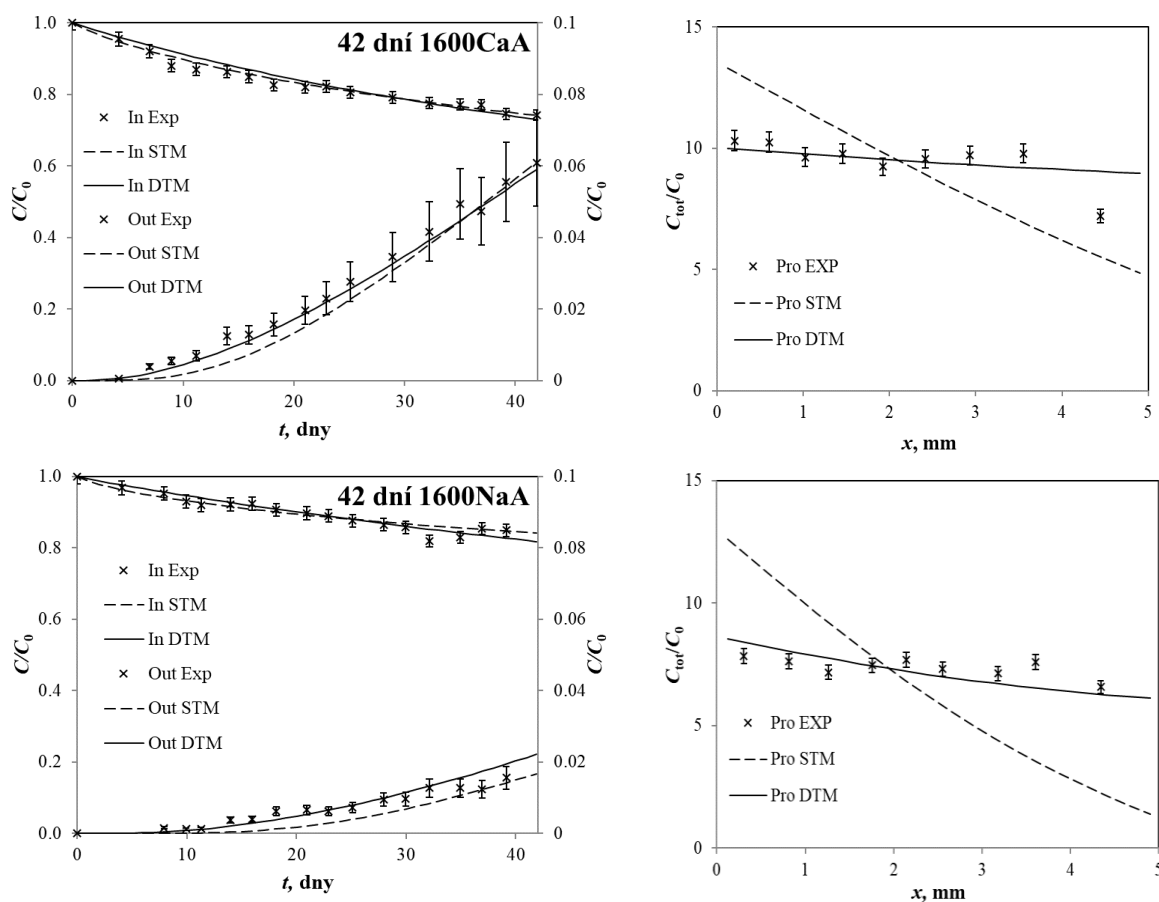 42 dní 1600CaA
1.0
0.8
0.6
0.4
0.2
0.0
C/C0
In Exp
In STM
In DTM
Out Exp
Out STM
Out DTM
0.1
0.08
0.06
0.04
0.02
0
C/C0
0 10 20 30 40
t, dny
15
10
5
0
Ctot/C0
Pro EXP
Pro STM
Pro DTM
0 1 2 3 4 5
x, mm
42 dní 1600NaA
1.0
0.8
0.6
0.4
0.2
0.0
C/C0
In Exp
In STM
In DTM
Out Exp
Out STM
Out DTM
0.1
0.08
0.06
0.04
0.02
0
C/C0
0 10 20 30 40
t, dny
15
10
5
0
Ctot/C0
Pro EXP
Pro STM
Pro DTM
0 1 2 3 4 5
x, mm